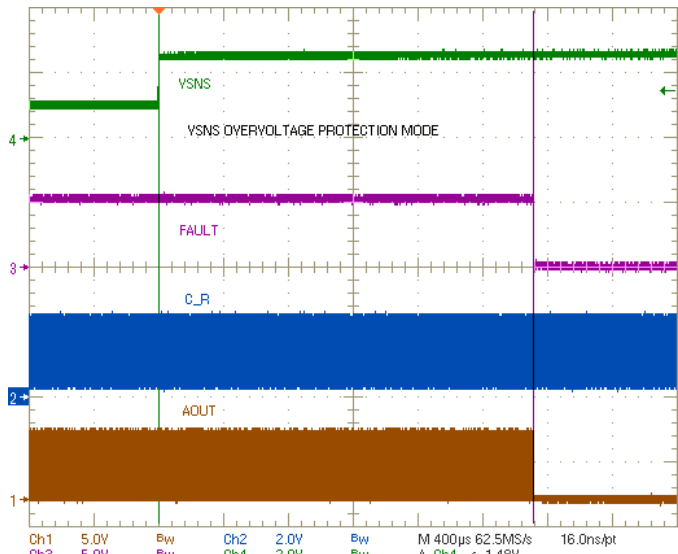 VSNS
4
VSNS OVERVOLTAGE PROTECTION MODE
FAULT
3
C_R
2
AOUT
1
Ch1 5.0V Bw Ch2 2.0V Bw M 400µs 62.5MS/s 16.0ns/pt